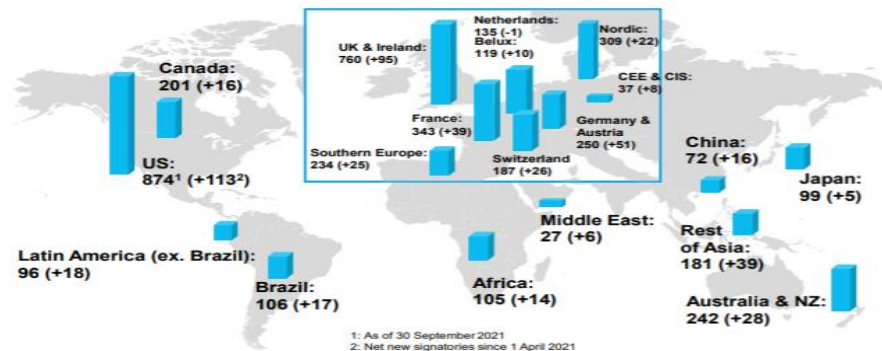 Netherlands:
135 (-1)
Belux:
119 (+10)
Nordic:
309 (+22)
UK & Ireland:
760 (+95)
CEE & CIS:
37 (+8)
Canada:
201 (+16)
France:
343 (+39)
Germany &
Austria
250 (+51)
Southern Europe:
234 (+25)
Switzerland
187 (+26)
US:
874¹ (+113²)
China:
72 (+16)
Japan:
99 (+5)
Middle East:
27 (+6)
Rest
of Asia:
181 (+39)
Latin America (ex. Brazil):
96 (+18)
Brazil:
106 (+17)
Africa:
105 (+14)
Australia & NZ:
242 (+28)
1: As of 30 September 2021
2: Net new signatories since 1 April 2021